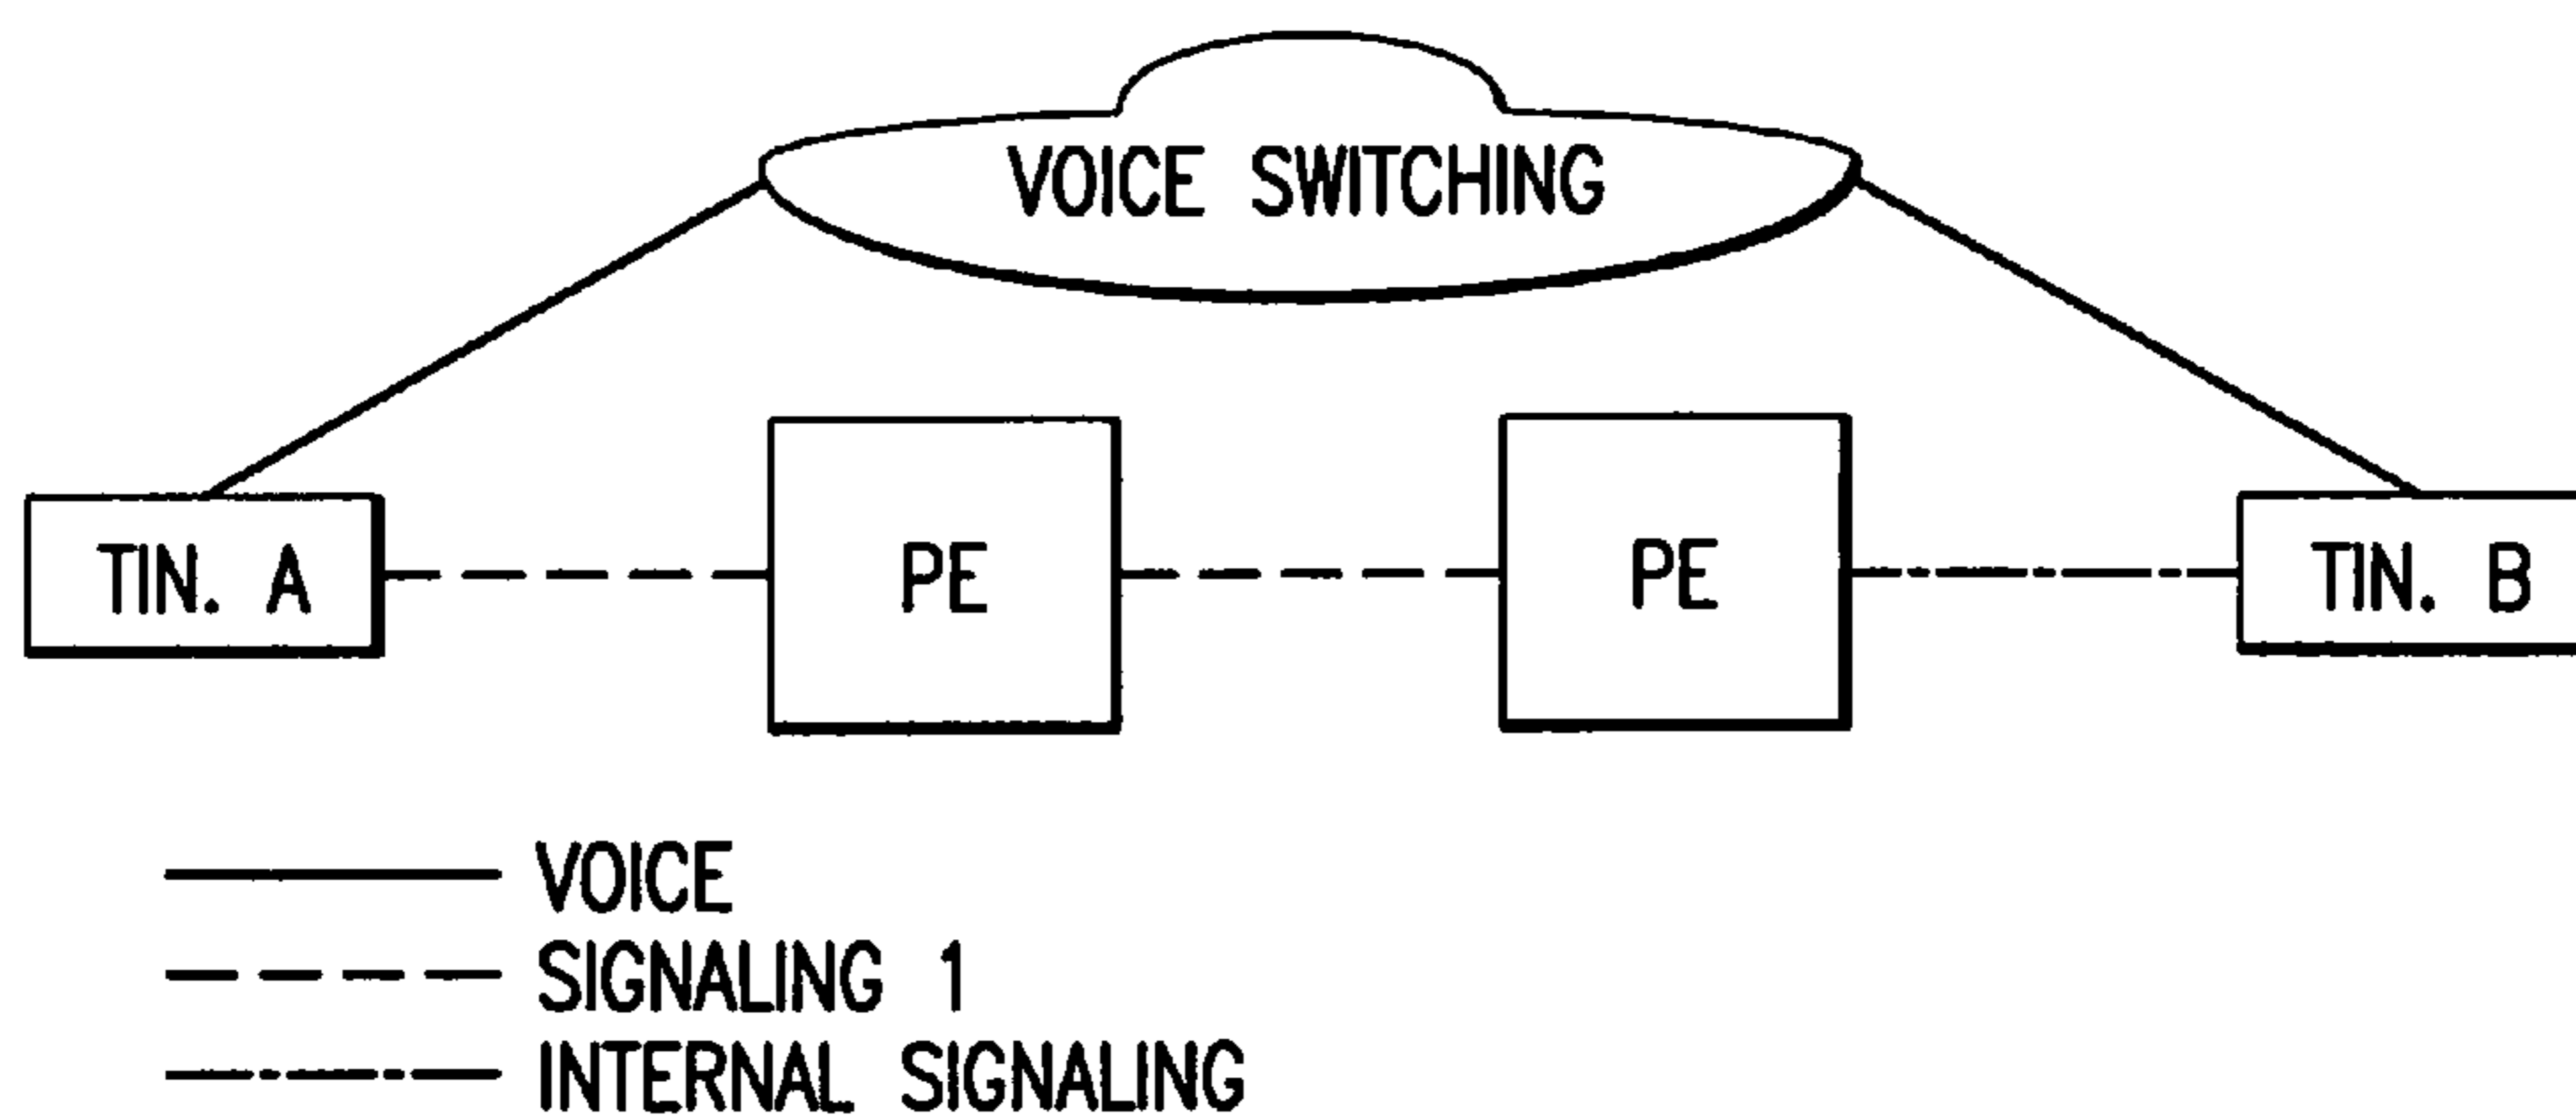 VOICE SWITCHING
TIN. A
PE
PE
TIN. B
VOICE
SIGNALING 1
INTERNAL SIGNALING